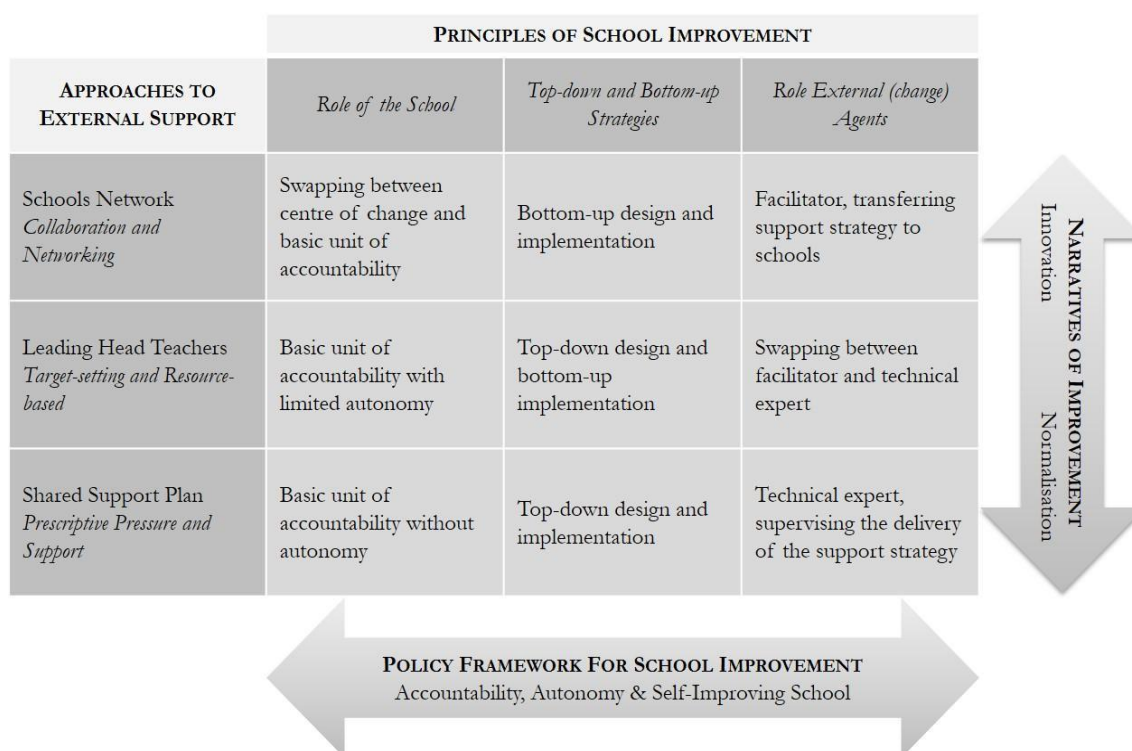 PRINCIPLES OF SCHOOL IMPROVEMENT
APPROACHES TO
EXTERNAL SUPPORT
Role of the School
Top-down and Bottom-up
Strategies
Role External (change)
Agents
Schools Network
Collaboration and
Networking
Swapping between
centre of change and
basic unit of
accountability
Bottom-up design and
implementation
Facilitator, transferring
support strategy to
schools
Leading Head Teachers
Target-setting and Resource-
based
Basic unit of
accountability with
limited autonomy
Top-down design and
bottom-up
implementation
Swapping between
facilitator and technical
expert
Shared Support Plan
Prescriptive Pressure and
Support
Basic unit of
accountability without
autonomy
Top-down design and
implementation
Technical expert,
supervising the delivery
of the support strategy
NARRATIVES OF IMPROVEMENT
Innovation
Normalisation
POLICY FRAMEWORK FOR SCHOOL IMPROVEMENT
Accountability, Autonomy & Self-Improving School